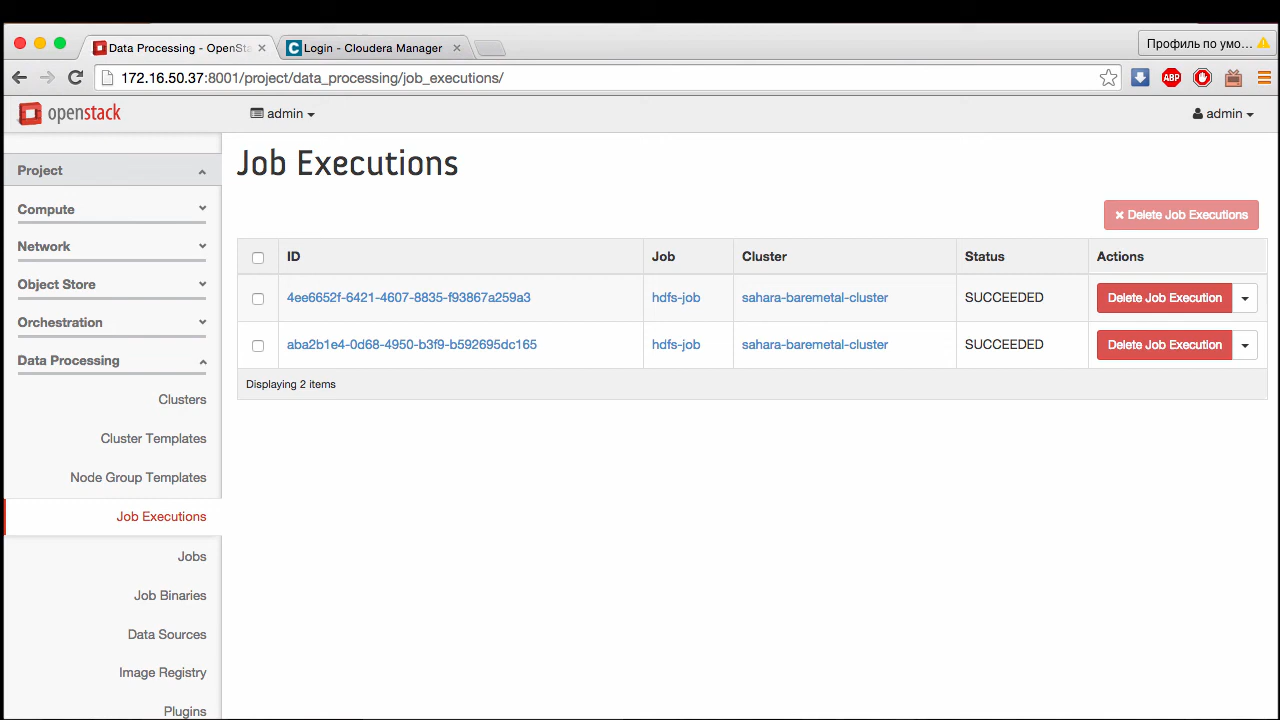 Data Processing - OpenSta
Login - Cloudera Manager
Профиль по умо...
172.16.50.37:8001/project/data_processing/job_executions/
ABP
openstack
admin
admin
Project
Compute
Network
Object Store
Orchestration
Data Processing
Clusters
Cluster Templates
Node Group Templates
Job Executions
Jobs
Job Binaries
Data Sources
Image Registry
Plugins
Job Executions
Delete Job Executions
ID Job Cluster Status Actions
4ee6652f-6421-4607-8835-f93867a259a3 hdfs-job sahara-baremetal-cluster SUCCEEDED Delete Job Execution
aba2b1e4-0d68-4950-b3f9-b592695dc165 hdfs-job sahara-baremetal-cluster SUCCEEDED Delete Job Execution
Displaying 2 items